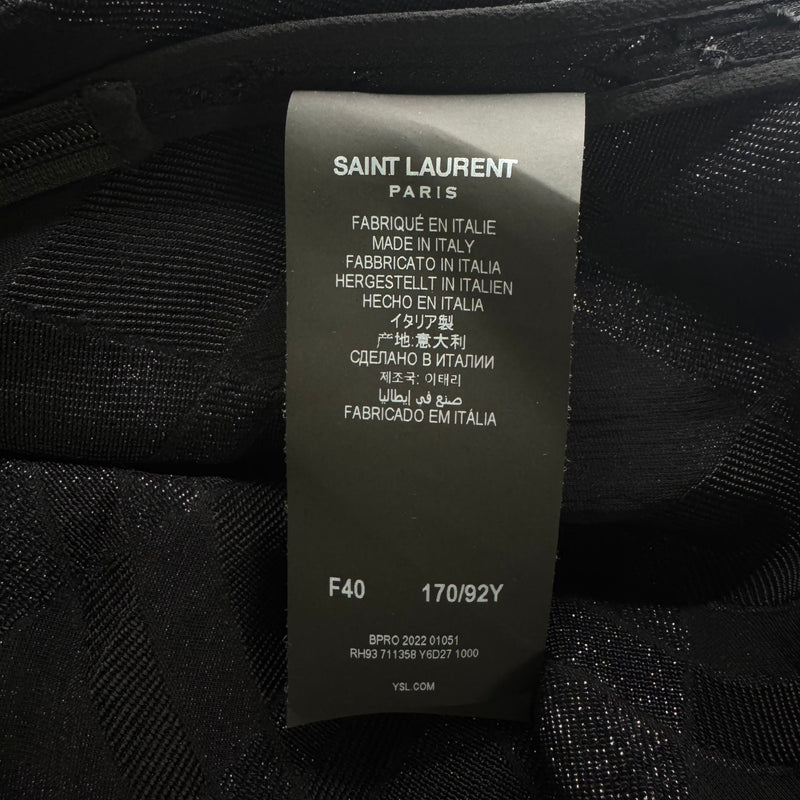 SAINT LAURENT
PARIS
FABRIQUÉ EN ITALIE
MADE IN ITALY
FABBRICATO IN ITALIA
HERGESTELLT IN ITALIEN
HECHO EN ITALIA
イタリア製
产地:意大利
СДЕЛАНО В ИТАЛИИ
제조국: 이태리
صنع في إيطاليا
FABRICADO EM ITÁLIA
F40 170/92Y
BPRO 2022 01051
RH93 711358 Y6D27 1000
YSL.COM